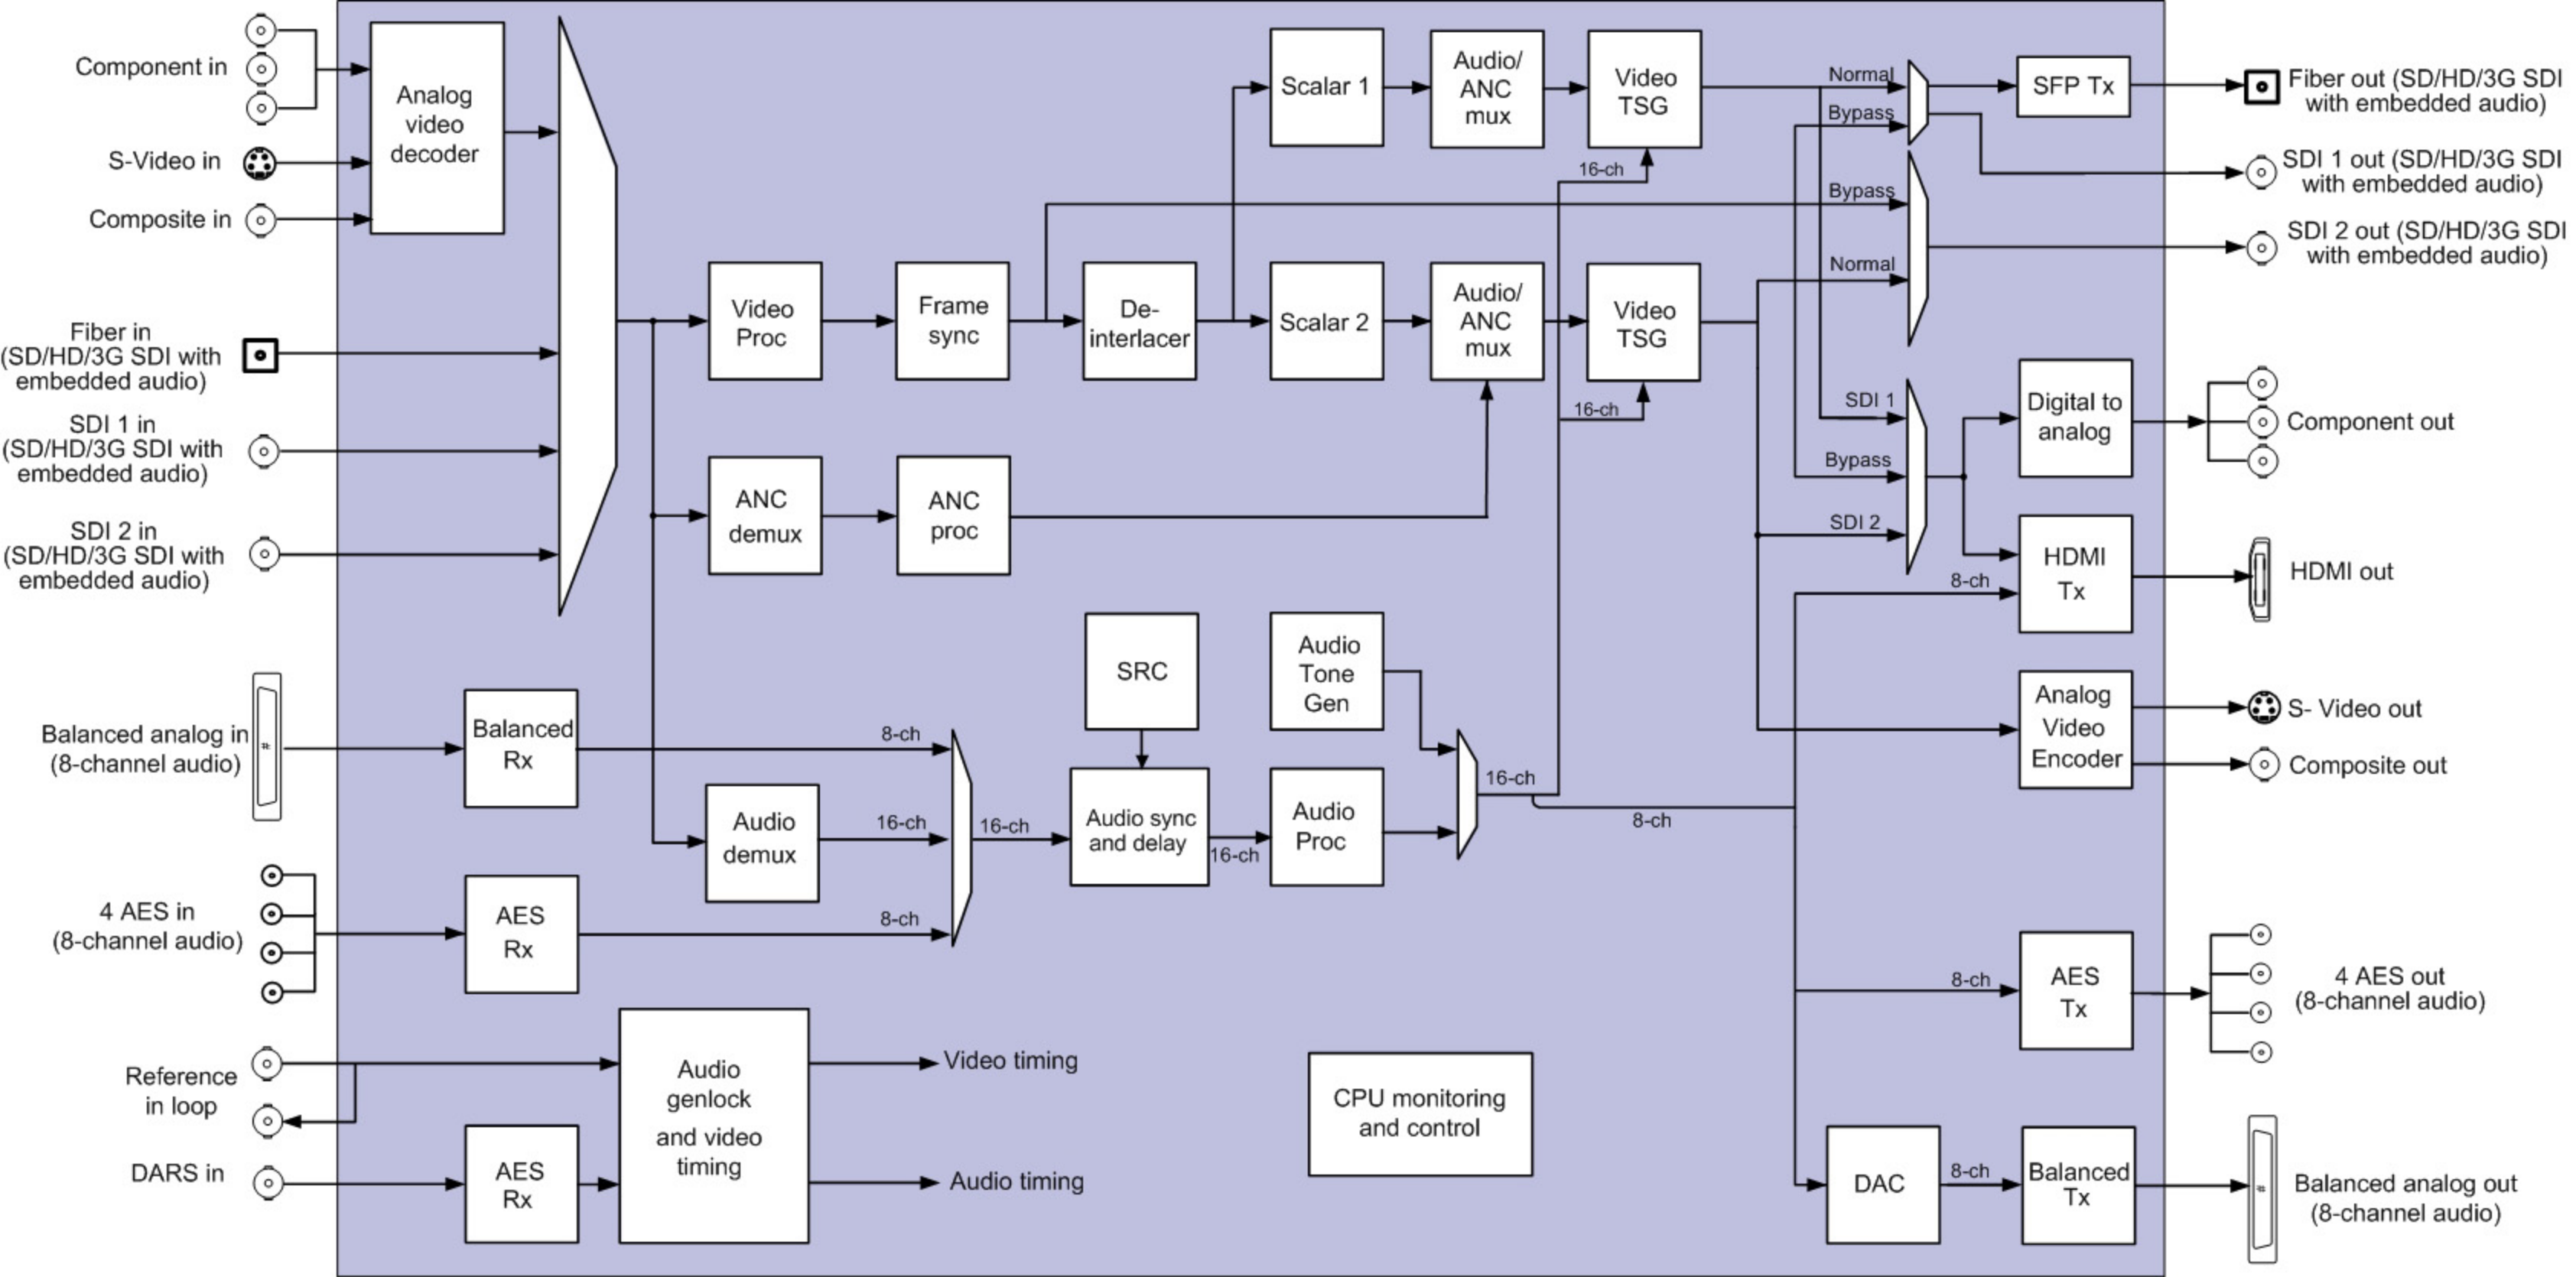 Component in
S-Video in
Composite in
Fiber in
(SD/HD/3G SDI with
embedded audio)
SDI 1 in
(SD/HD/3G SDI with
embedded audio)
SDI 2 in
(SD/HD/3G SDI with
embedded audio)
Balanced analog in
(8-channel audio)
#
4 AES in
(8-channel audio)
Reference
in loop
DARS in
Analog
video
decoder
Video
Proc
Frame
sync
De-
interlacer
Scalar 1
Audio/
ANC
mux
Video
TSG
16-ch
Scalar 2
Audio/
ANC
mux
Video
TSG
16-ch
ANC
demux
ANC
proc
Balanced
Rx
8-ch
Audio
demux
16-ch
AES
Rx
8-ch
16-ch
SRC
Audio sync
and delay
16-ch
Audio
Tone
Gen
Audio
Proc
16-ch
8-ch
Audio
genlock
and video
timing
AES
Rx
Video timing
Audio timing
CPU monitoring
and control
Normal
Bypass
Bypass
Normal
SDI 1
Bypass
SDI 2
SFP Tx
Digital to
analog
HDMI
Tx
8-ch
Analog
Video
Encoder
8-ch
AES
Tx
DAC
8-ch
Balanced
Tx
Fiber out (SD/HD/3G SDI
with embedded audio)
SDI 1 out (SD/HD/3G SDI
with embedded audio)
SDI 2 out (SD/HD/3G SDI
with embedded audio)
Component out
HDMI out
S- Video out
Composite out
4 AES out
(8-channel audio)
#
Balanced analog out
(8-channel audio)